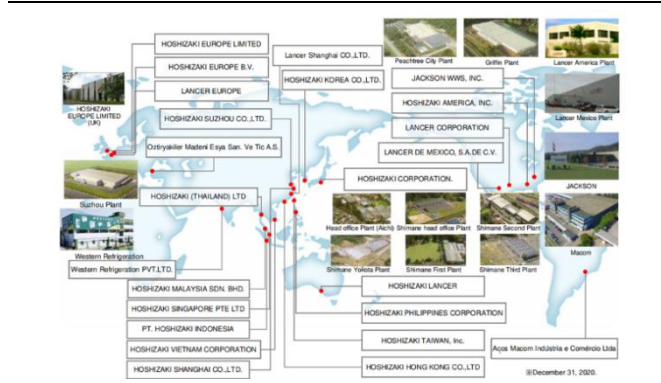 HOSHIZAKI EUROPE LIMITED
HOSHIZAKI EUROPE B.V.
LANCER EUROPE
HOSHIZAKI SUZHOU CO.,LTD.
Oztiryakiler Madeni Esya San. Ve Tic A.S.
HOSHIZAKI (THAILAND) LTD
HOSHIZAKI
EUROPE LIMITED
(UK)
Suzhou Plant
Western Refrigeration
Western Refrigeration PVT,LTD.
HOSHIZAKI MALAYSIA SDN. BHD.
HOSHIZAKI SINGAPORE PTE LTD
PT. HOSHIZAKI INDONESIA
HOSHIZAKI VIETNAM CORPORATION
HOSHIZAKI SHANGHAI CO.,LTD.
Lancer Shanghai CO.,LTD.
HOSHIZAKI KOREA CO.,LTD.
Peachtree City Plant
Griffin Plant
Lancer America Plant
JACKSON WWS, INC.
HOSHIZAKI AMERICA, INC.
LANCER CORPORATION
LANCER DE MEXICO, S.A.DE C.V.
HOSHIZAKI CORPORATION.
Lancer Mexico Plant
JACKSON
Macom
Head office Plant (Aichi)
Shimane head office Plant
Shimane Second Plant
Shimane Yokota Plant
Shimane First Plant
Shimane Third Plant
HOSHIZAKI LANCER
HOSHIZAKI PHILIPPINES CORPORATION
HOSHIZAKI TAIWAN, Inc.
HOSHIZAKI HONG KONG CO.,LTD
Aços Macom Indústria e Comércio Ltda
※December 31, 2020.